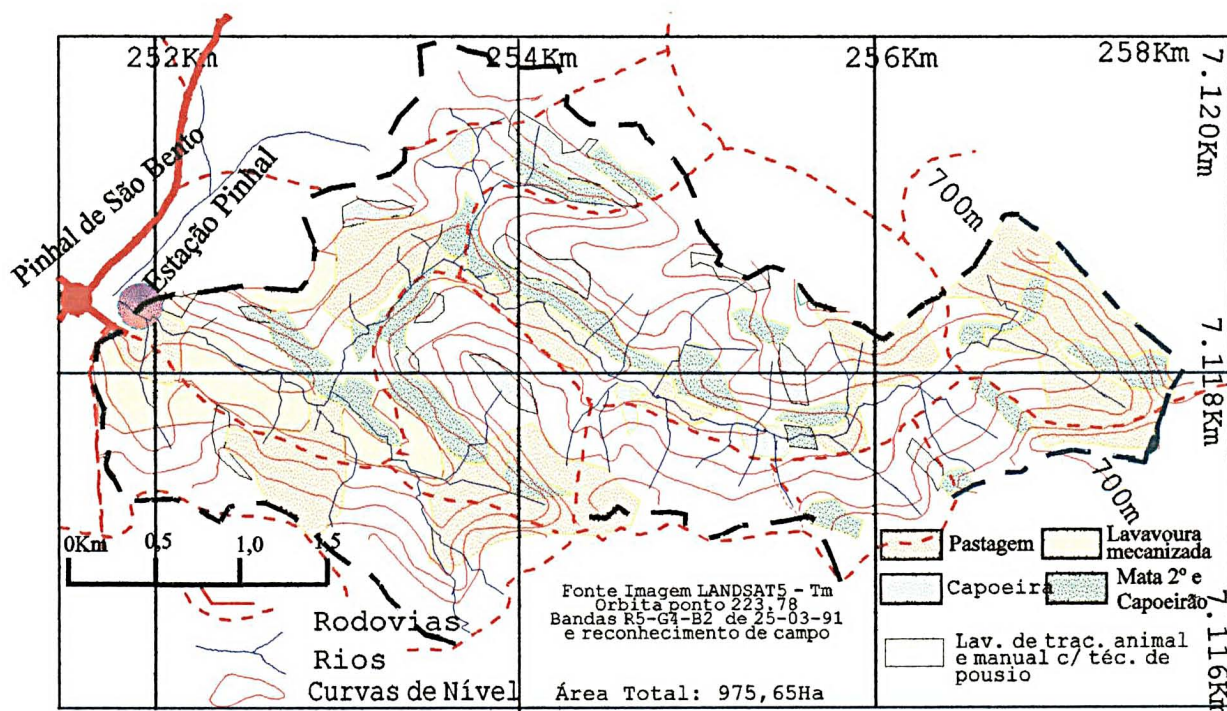 252Km
254Km
256Km
258Km
7.120Km
Pinhal de São Bento
Estação Pinhal
700m
7.118Km
700m
0Km 0,5 1,0 1,5
Rodovias
Rios
Curvas de Nível
Fonte Imagem LANDSAT5 - Tm
Orbita ponto 223.78
Bandas R5-G4-B2 de 25-03-91
e reconhecimento de campo
Área Total: 975,65Ha
Pastagem
Lavavoura
mecanizada
Capoeira
Mata 2º e
Capoeirão
Lav. de trac. animal
e manual c/ téc. de
pousio
7.116Km